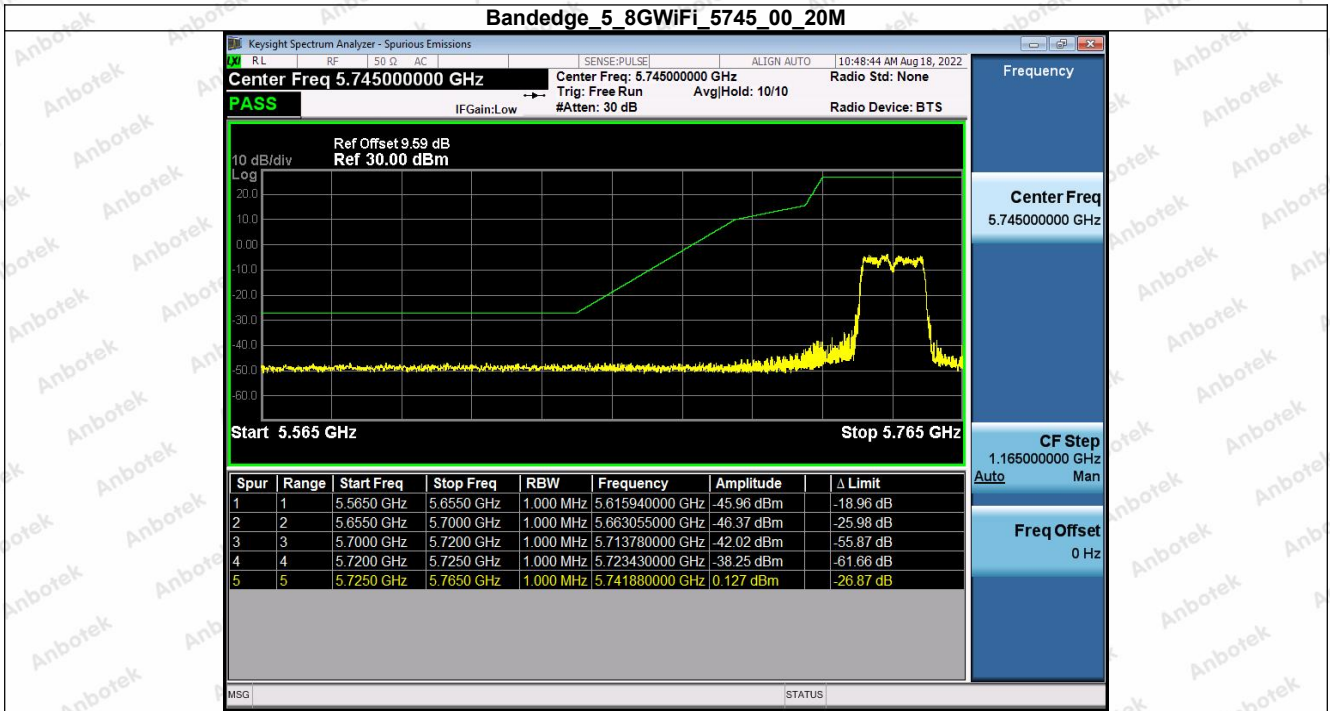 Bandedge_5_8GWiFi_5745_00_20M
Keysight Spectrum Analyzer - Spurious Emissions
LXI RL RF 50 Ω AC SENSE:PULSE ALIGN AUTO 10:48:44 AM Aug 18, 2022
Center Freq 5.745000000 GHz
PASS
IFGain:Low
Center Freq: 5.745000000 GHz
Trig: Free Run Avg|Hold: 10/10
#Atten: 30 dB
Radio Std: None
Radio Device: BTS
Frequency
Ref Offset 9.59 dB
10 dB/div Ref 30.00 dBm
Log
20.0
10.0
0.00
-10.0
-20.0
-30.0
-40.0
-50.0
-60.0
Start 5.565 GHz Stop 5.765 GHz
Center Freq
5.745000000 GHz
CF Step
1.165000000 GHz
Auto Man
Freq Offset
0 Hz
Spur Range Start Freq Stop Freq RBW Frequency Amplitude Δ Limit
1 1 5.5650 GHz 5.6550 GHz 1.000 MHz 5.615940000 GHz -45.96 dBm -18.96 dB
2 2 5.6550 GHz 5.7000 GHz 1.000 MHz 5.663055000 GHz -46.37 dBm -25.98 dB
3 3 5.7000 GHz 5.7200 GHz 1.000 MHz 5.713780000 GHz -42.02 dBm -55.87 dB
4 4 5.7200 GHz 5.7250 GHz 1.000 MHz 5.723430000 GHz -38.25 dBm -61.66 dB
5 5 5.7250 GHz 5.7650 GHz 1.000 MHz 5.741880000 GHz 0.127 dBm -26.87 dB
MSG STATUS
Anbotek